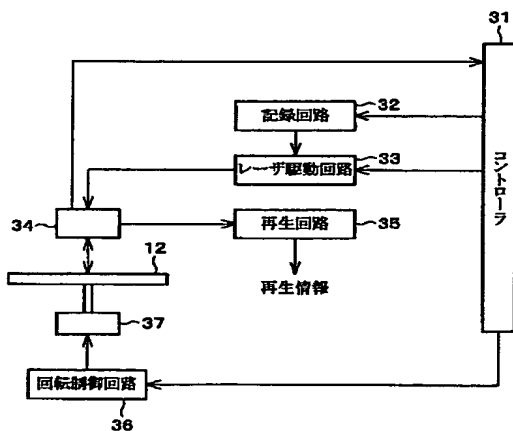 31
記録回路
32
レーザ駆動回路
33
コントローラ
34
再生回路
35
12
再生情報
37
回転制御回路
36